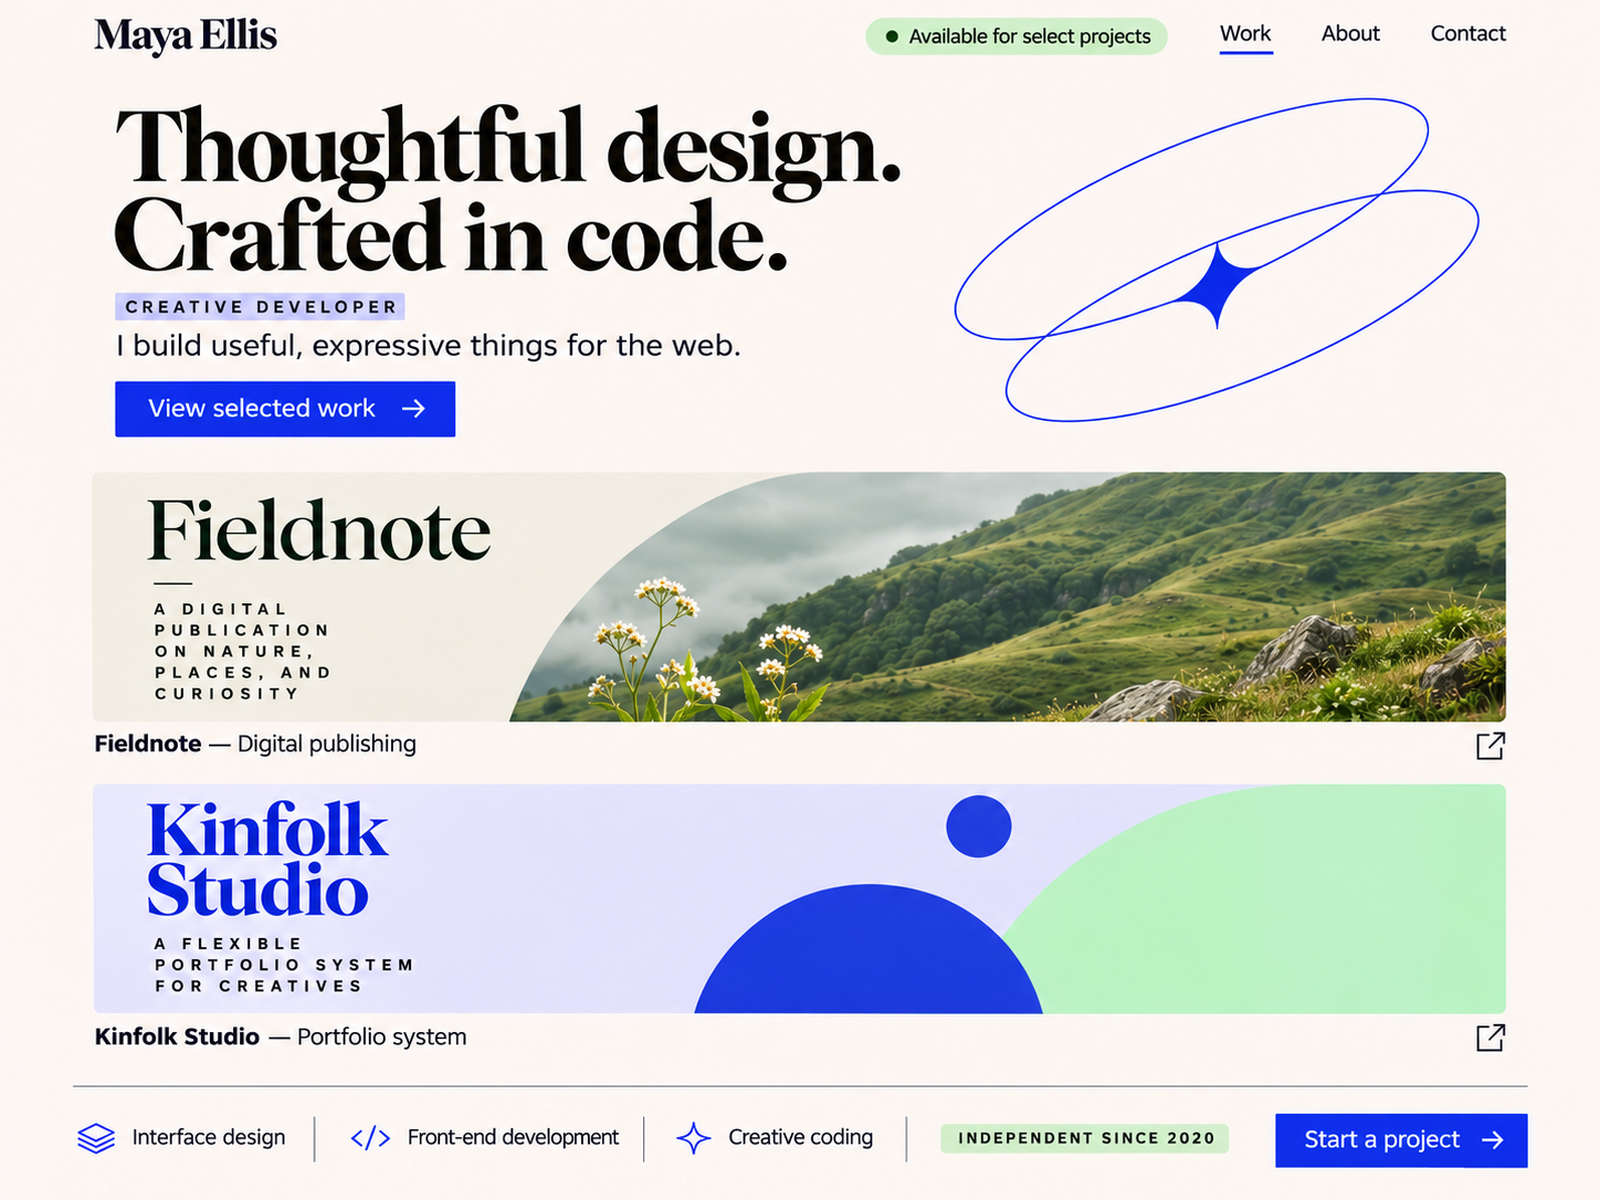 Maya Ellis
Available for select projects
Work
About
Contact
Thoughtful design.
Crafted in code.
CREATIVE DEVELOPER
I build useful, expressive things for the web.
View selected work
Fieldnote
A DIGITAL
PUBLICATION
ON NATURE,
PLACES, AND
CURIOSITY
Fieldnote — Digital publishing
Kinfolk
Studio
A FLEXIBLE
PORTFOLIO SYSTEM
FOR CREATIVES
Kinfolk Studio — Portfolio system
Interface design
Front-end development
Creative coding
INDEPENDENT SINCE 2020
Start a project